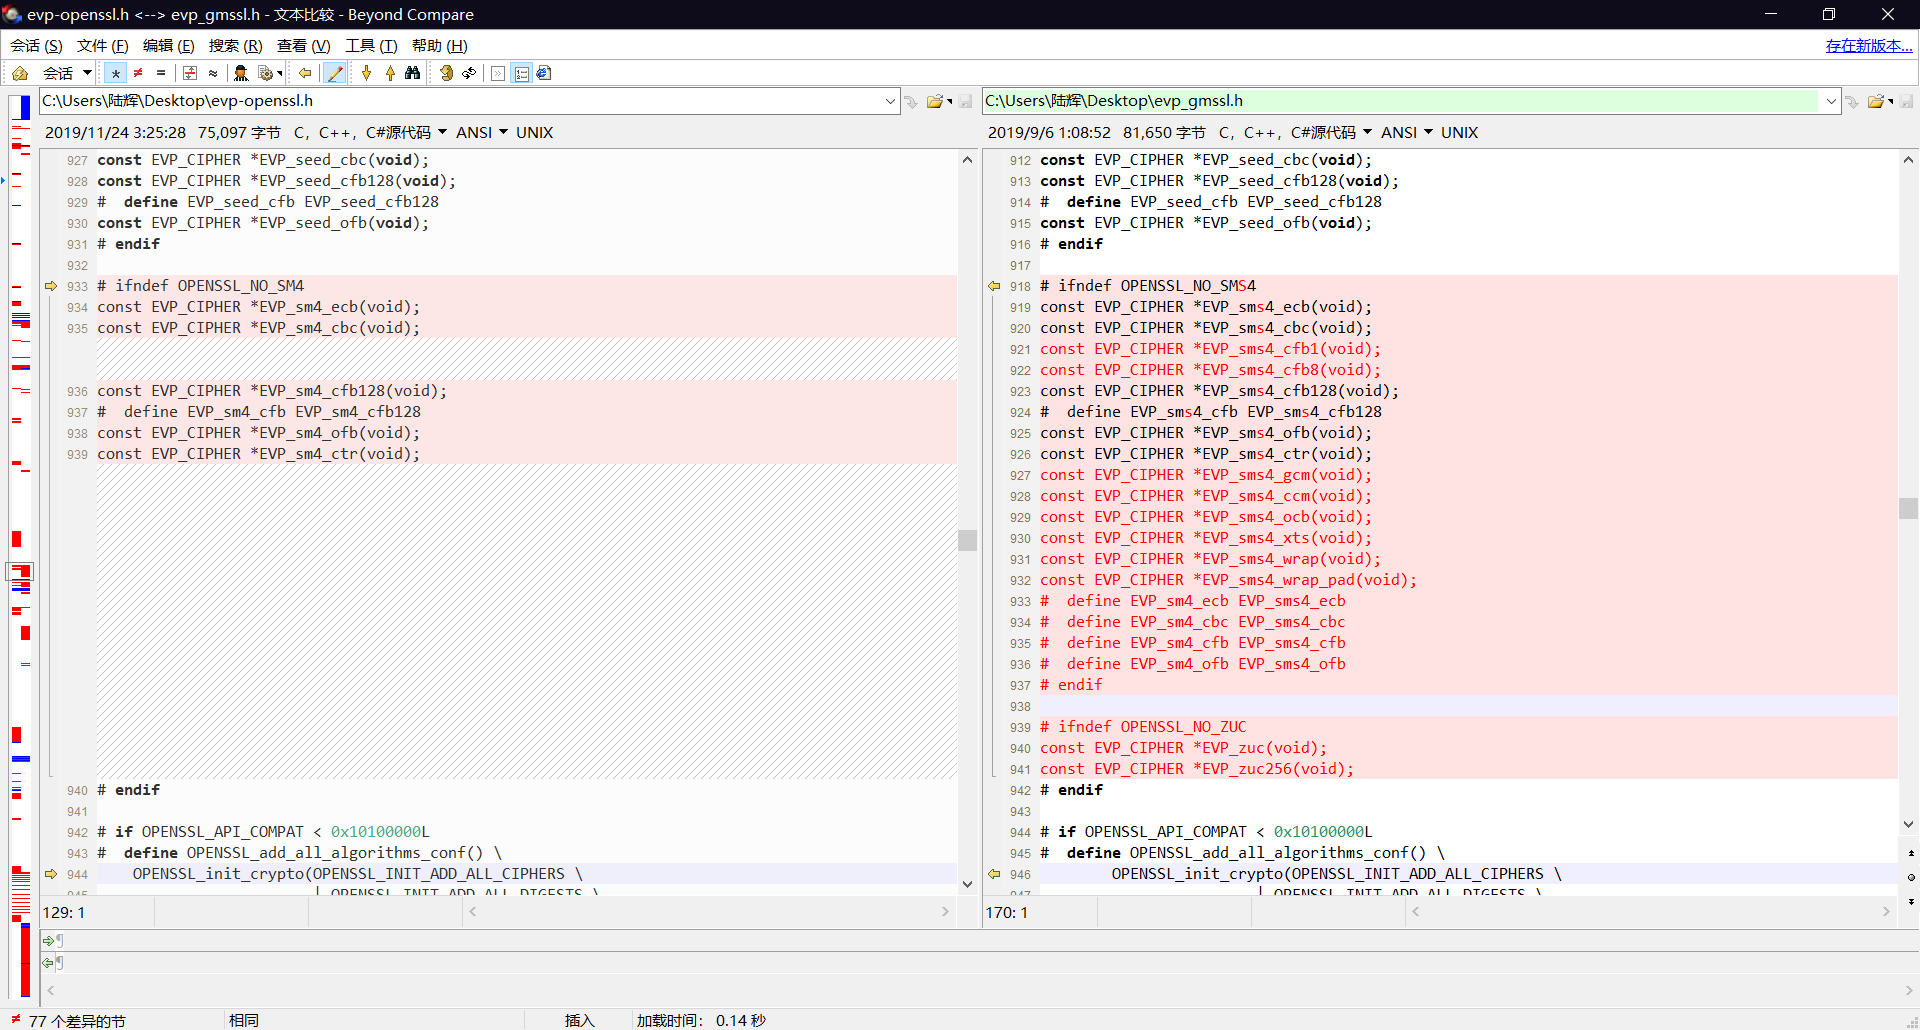 evp-openssl.h <--> evp_gmssl.h - 文本比较 - Beyond Compare
会话 (S) 文件 (F) 编辑 (E) 搜索 (R) 查看 (V) 工具 (T) 帮助 (H) 存在新版本...
会话
C:\Users\陆辉\Desktop\evp-openssl.h
2019/11/24 3:25:28 75,097 字节 C, C++, C#源代码 ANSI UNIX
927 const EVP_CIPHER *EVP_seed_cbc(void);
928 const EVP_CIPHER *EVP_seed_cfb128(void);
929 #  define EVP_seed_cfb EVP_seed_cfb128
930 const EVP_CIPHER *EVP_seed_ofb(void);
931 # endif
932
933 # ifndef OPENSSL_NO_SM4
934 const EVP_CIPHER *EVP_sm4_ecb(void);
935 const EVP_CIPHER *EVP_sm4_cbc(void);
936 const EVP_CIPHER *EVP_sm4_cfb128(void);
937 #  define EVP_sm4_cfb EVP_sm4_cfb128
938 const EVP_CIPHER *EVP_sm4_ofb(void);
939 const EVP_CIPHER *EVP_sm4_ctr(void);
940 # endif
941
942 # if OPENSSL_API_COMPAT < 0x10100000L
943 #  define OPENSSL_add_all_algorithms_conf() \
944     OPENSSL_init_crypto(OPENSSL_INIT_ADD_ALL_CIPHERS \
945                         | OPENSSL_INIT_ADD_ALL_DIGESTS \
129: 1
C:\Users\陆辉\Desktop\evp_gmssl.h
2019/9/6 1:08:52 81,650 字节 C, C++, C#源代码 ANSI UNIX
912 const EVP_CIPHER *EVP_seed_cbc(void);
913 const EVP_CIPHER *EVP_seed_cfb128(void);
914 #  define EVP_seed_cfb EVP_seed_cfb128
915 const EVP_CIPHER *EVP_seed_ofb(void);
916 # endif
917
918 # ifndef OPENSSL_NO_SMS4
919 const EVP_CIPHER *EVP_sms4_ecb(void);
920 const EVP_CIPHER *EVP_sms4_cbc(void);
921 const EVP_CIPHER *EVP_sms4_cfb1(void);
922 const EVP_CIPHER *EVP_sms4_cfb8(void);
923 const EVP_CIPHER *EVP_sms4_cfb128(void);
924 #  define EVP_sms4_cfb EVP_sms4_cfb128
925 const EVP_CIPHER *EVP_sms4_ofb(void);
926 const EVP_CIPHER *EVP_sms4_ctr(void);
927 const EVP_CIPHER *EVP_sms4_gcm(void);
928 const EVP_CIPHER *EVP_sms4_ccm(void);
929 const EVP_CIPHER *EVP_sms4_ocb(void);
930 const EVP_CIPHER *EVP_sms4_xts(void);
931 const EVP_CIPHER *EVP_sms4_wrap(void);
932 const EVP_CIPHER *EVP_sms4_wrap_pad(void);
933 #  define EVP_sm4_ecb EVP_sms4_ecb
934 #  define EVP_sm4_cbc EVP_sms4_cbc
935 #  define EVP_sm4_cfb EVP_sms4_cfb
936 #  define EVP_sm4_ofb EVP_sms4_ofb
937 # endif
938
939 # ifndef OPENSSL_NO_ZUC
940 const EVP_CIPHER *EVP_zuc(void);
941 const EVP_CIPHER *EVP_zuc256(void);
942 # endif
943
944 # if OPENSSL_API_COMPAT < 0x10100000L
945 #  define OPENSSL_add_all_algorithms_conf() \
946         OPENSSL_init_crypto(OPENSSL_INIT_ADD_ALL_CIPHERS \
947                         | OPENSSL_INIT_ADD_ALL_DIGESTS \
170: 1
¶
¶
≠ 77 个差异的节 相同 插入 加载时间: 0.14 秒